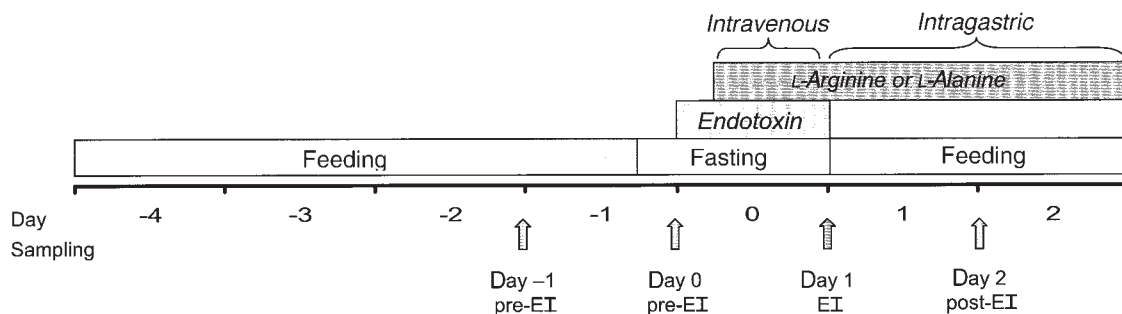 Intravenous Intragastric
L-Arginine or L-Alanine
Endotoxin
Feeding Fasting Feeding
Day -4 -3 -2 -1 0 1 2
Sampling
Day –1 Day 0 Day 1 Day 2
pre-EI pre-EI EI post-EI